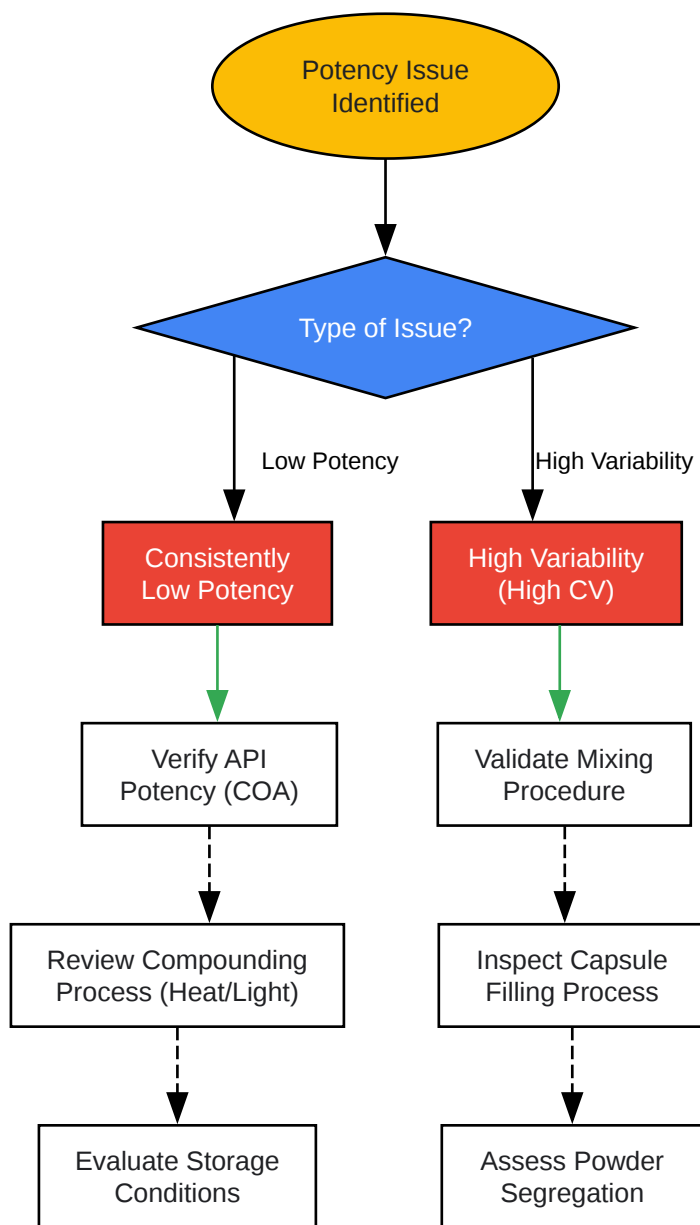 Potency Issue
Identified
Type of Issue?
Low Potency
High Variability
Consistently
Low Potency
High Variability
(High CV)
Verify API
Potency (COA)
Validate Mixing
Procedure
Review Compounding
Process (Heat/Light)
Inspect Capsule
Filling Process
Evaluate Storage
Conditions
Assess Powder
Segregation